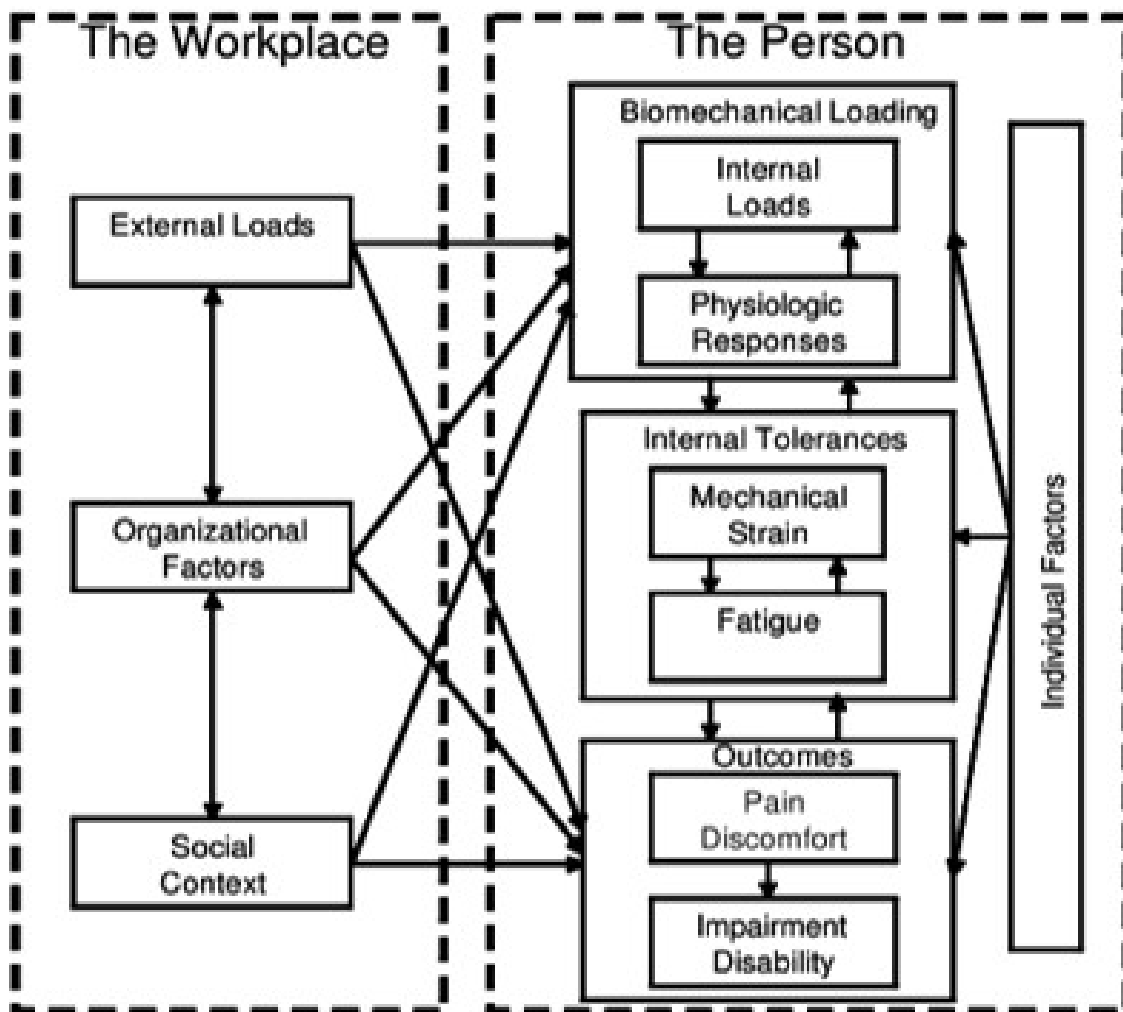 The Workplace
External Loads
Organizational
Factors
Social
Context
The Person
Biomechanical Loading
Internal
Loads
Physiologic
Responses
Internal Tolerances
Mechanical
Strain
Fatigue
Outcomes
Pain
Discomfort
Impairment
Disability
Individual Factors